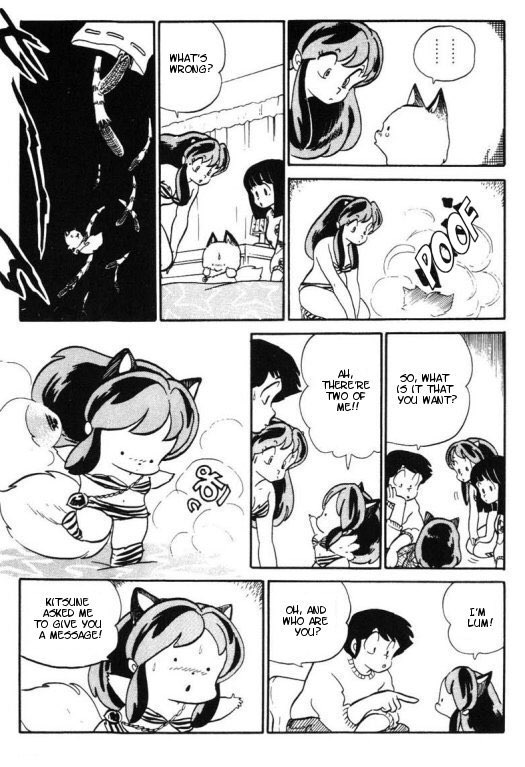 ......
POOF
WHAT'S
WRONG?
SO, WHAT
IS IT THAT
YOU WANT?
AH,
THERE'RE
TWO OF
ME!!
I'M
LUM!
OH, AND
WHO ARE
YOU?
KITSUNE
ASKED ME
TO GIVE YOU
A MESSAGE!